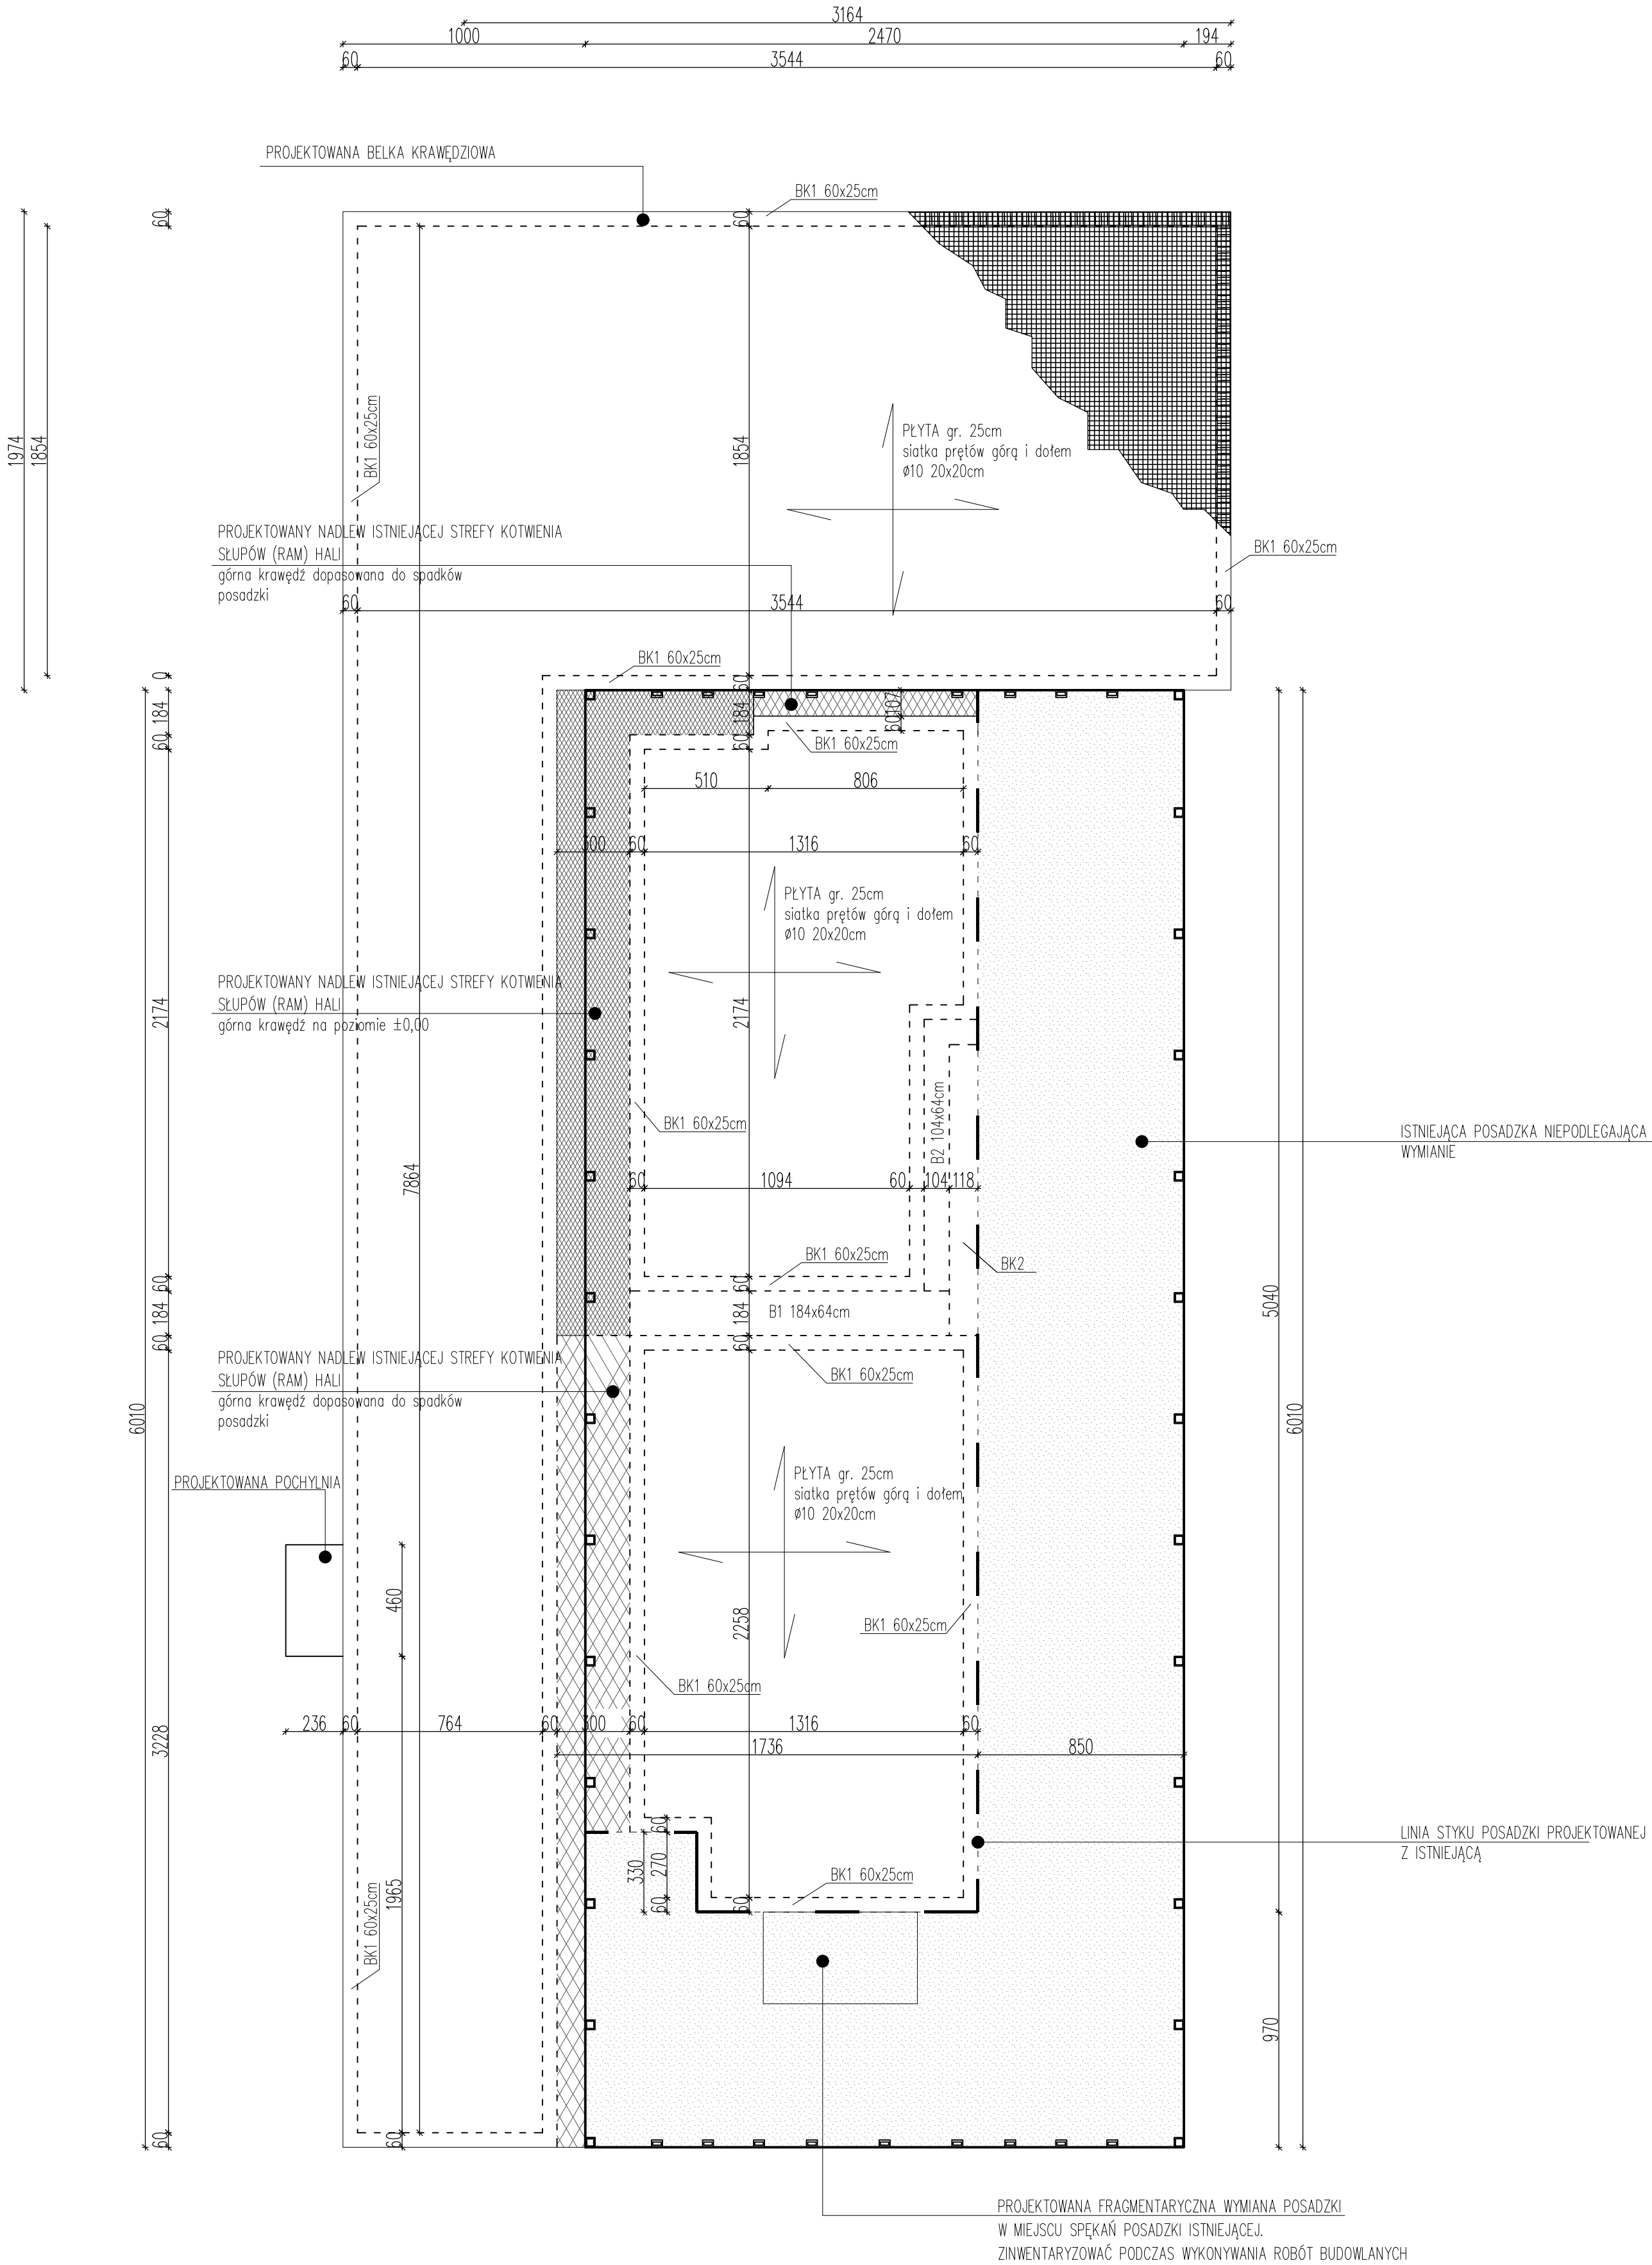 3164
1000
2470
194
60
3544
60
PROJEKTOWANA BELKA KRAWĘDZIOWA
BK1 60x25cm
60
60
1974
1854
BK1 60x25cm
1854
PŁYTA gr. 25cm
siatka prętów górą i dołem
ø10 20x20cm
PROJEKTOWANY NADLEW ISTNIEJĄCEJ STREFY KOTWIENIA
SŁUPÓW (RAM) HALI
górna krawędź dopasowana do spadków
posadzki
BK1 60x25cm
60
3544
60
BK1 60x25cm
0
60
184
184
60107
60
60
BK1 60x25cm
510
806
300
60
1316
60
PŁYTA gr. 25cm
siatka prętów górą i dołem
ø10 20x20cm
PROJEKTOWANY NADLEW ISTNIEJĄCEJ STREFY KOTWIENIA
SŁUPÓW (RAM) HALI
górna krawędź na poziomie ±0,00
2174
2174
BK1 60x25cm
B2 104x64cm
ISTNIEJĄCA POSADZKA NIEPODLEGAJĄCA
WYMIANIE
7864
60
1094
60
104
118
BK1 60x25cm
BK2
60
60
184
184
B1 184x64cm
5040
60
60
PROJEKTOWANY NADLEW ISTNIEJĄCEJ STREFY KOTWIENIA
SŁUPÓW (RAM) HALI
górna krawędź dopasowana do spadków
posadzki
BK1 60x25cm
6010
6010
PROJEKTOWANA POCHYLNIA
PŁYTA gr. 25cm
siatka prętów górą i dołem
ø10 20x20cm
460
2258
BK1 60x25cm
BK1 60x25cm
3228
236
60
764
60
300
60
1316
60
1736
850
60
LINIA STYKU POSADZKI PROJEKTOWANEJ
Z ISTNIEJĄCĄ
330
270
BK1 60x25cm
60
60
1965
BK1 60x25cm
970
60
60
PROJEKTOWANA FRAGMENTARYCZNA WYMIANA POSADZKI
W MIEJSCU SPĘKAŃ POSADZKI ISTNIEJĄCEJ.
ZINWENTARYZOWAĆ PODCZAS WYKONYWANIA ROBÓT BUDOWLANYCH